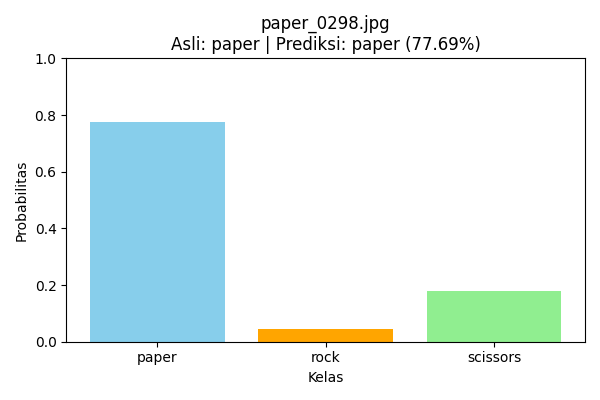 paper_0298.jpg
Asli: paper | Prediksi: paper (77.69%)
Probabilitas
1.0
0.8
0.6
0.4
0.2
0.0
paper rock scissors
Kelas